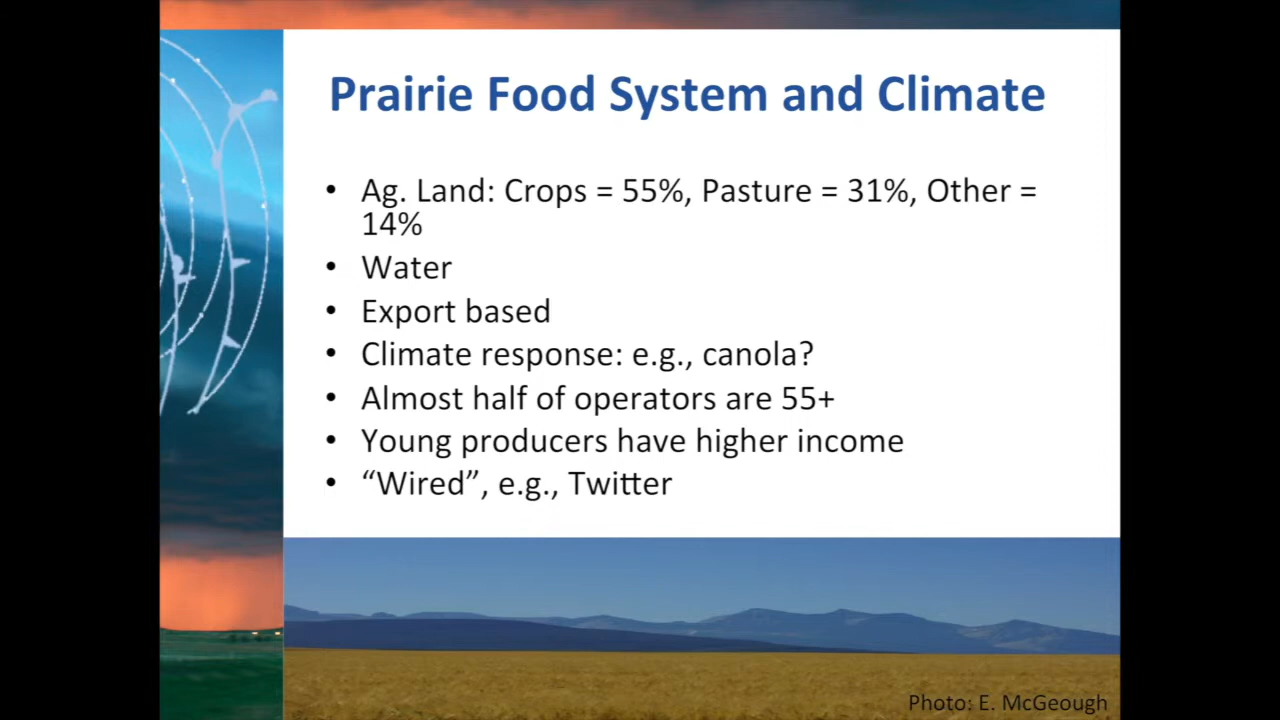 Prairie Food System and Climate
• Ag. Land: Crops = 55%, Pasture = 31%, Other =
14%
• Water
• Export based
• Climate response: e.g., canola?
• Almost half of operators are 55+
• Young producers have higher income
• “Wired”, e.g., Twitter
Photo: E. McGeough